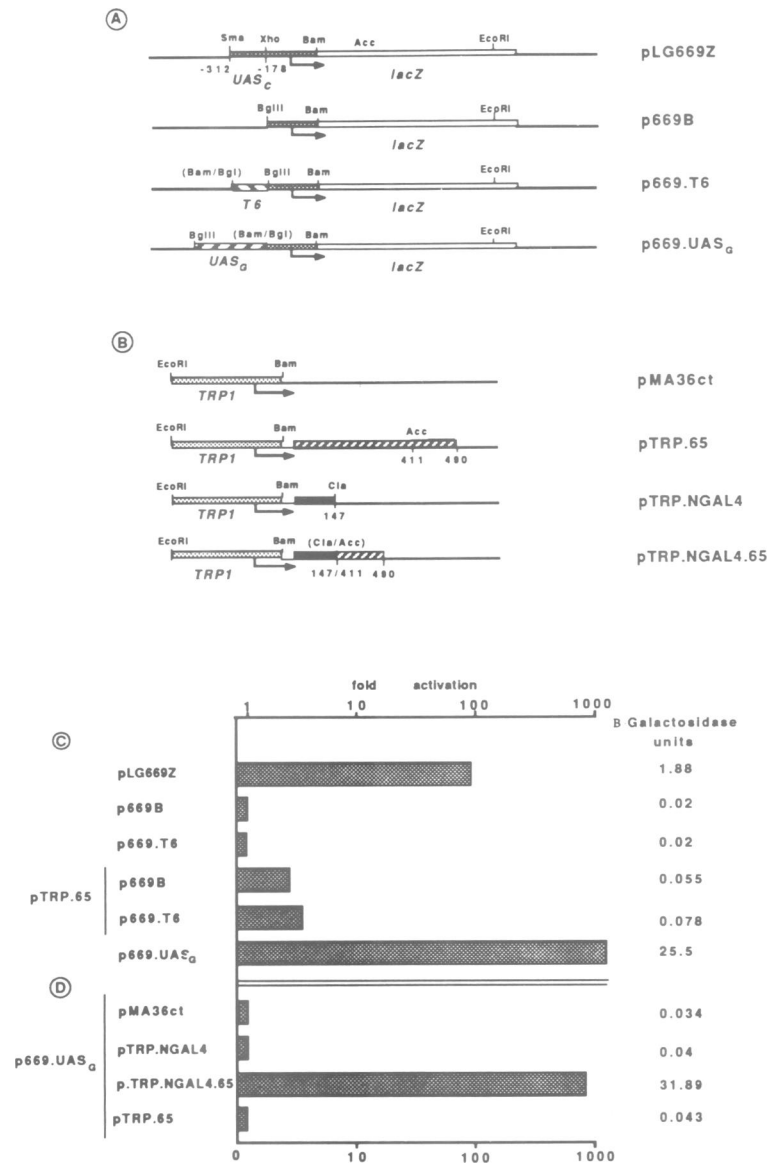 A
Sma Xho Bam Acc EcoRI
pLG669Z
-312 -178
UASC lacZ
BglII Bam EcoRI
p669B
lacZ
(Bam/Bgl) BglII Bam EcoRI
p669.T6
T6 lacZ
BglII (Bam/Bgl) Bam EcoRI
p669.UASG
UASG lacZ
B
EcoRI Bam
pMA36ct
TRP1
EcoRI Bam Acc
pTRP.65
TRP1 411 490
EcoRI Bam Cla
pTRP.NGAL4
TRP1 147
EcoRI Bam (Cla/Acc)
pTRP.NGAL4.65
TRP1 147/411 490
fold activation
1 10 100 1000
B Galactosidase
units
C
pLG669Z 1.88
p669B 0.02
p669.T6 0.02
pTRP.65
p669B 0.055
p669.T6 0.078
p669.UASG 25.5
D
p669.UASG
pMA36ct 0.034
pTRP.NGAL4 0.04
p.TRP.NGAL4.65 31.89
pTRP.65 0.043
0 10 100 1000